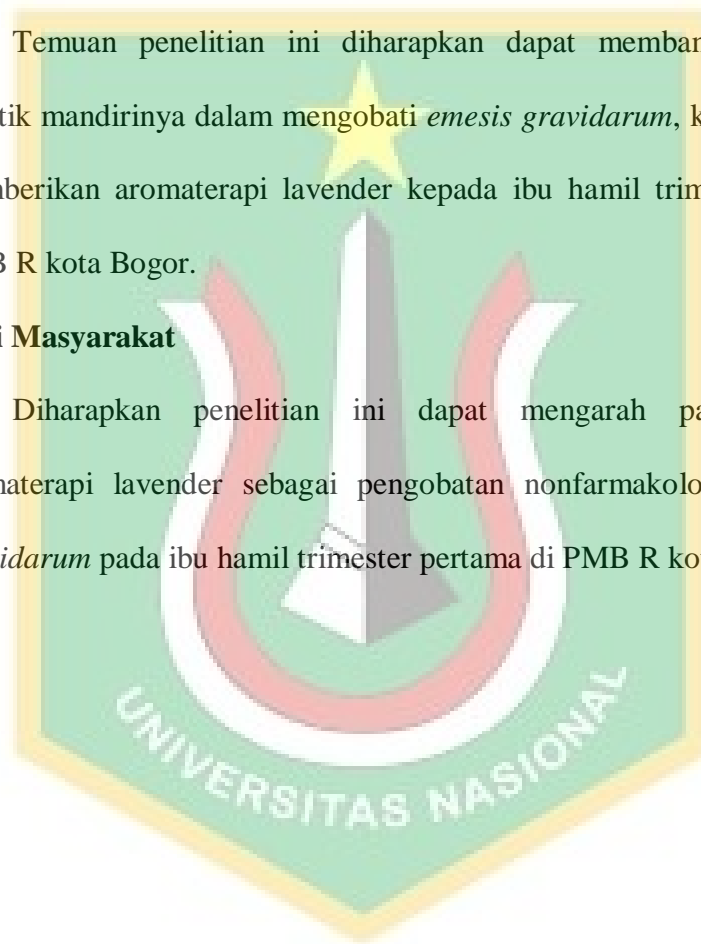 Temuan penelitian ini diharapkan dapat memban
tik mandirinya dalam mengobati emesis gravidarum, k
nberikan aromaterapi lavender kepada ibu hamil trim
B R kota Bogor.
i Masyarakat
Diharapkan penelitian ini dapat mengarah pa
naterapi lavender sebagai pengobatan nonfarmakolo
idarum pada ibu hamil trimester pertama di PMB R ko
UNIVERSITAS NASIONAL